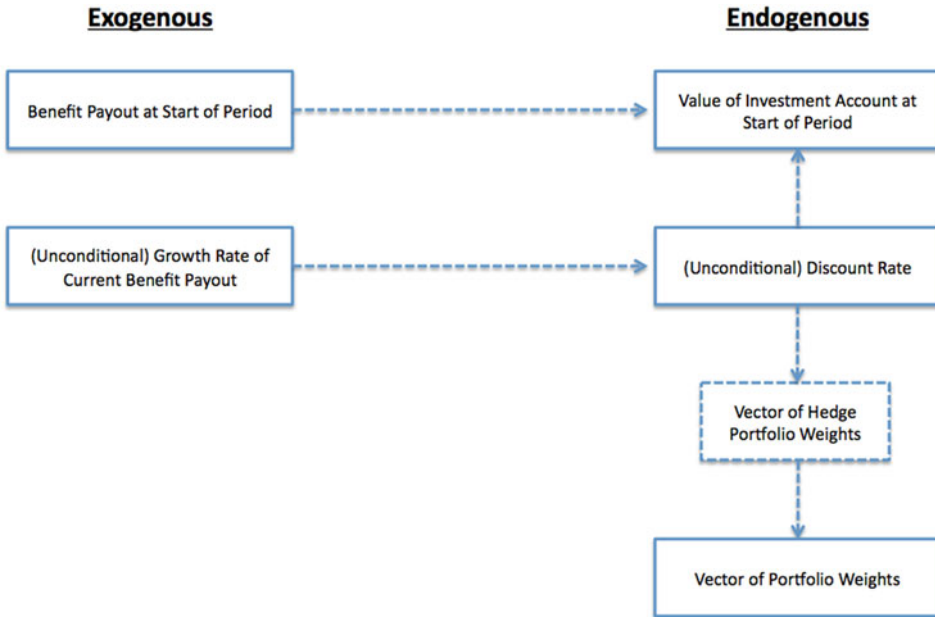 Exogenous
Endogenous
Benefit Payout at Start of Period
Value of Investment Account at
Start of Period
(Unconditional) Growth Rate of
Current Benefit Payout
(Unconditional) Discount Rate
Vector of Hedge
Portfolio Weights
Vector of Portfolio Weights